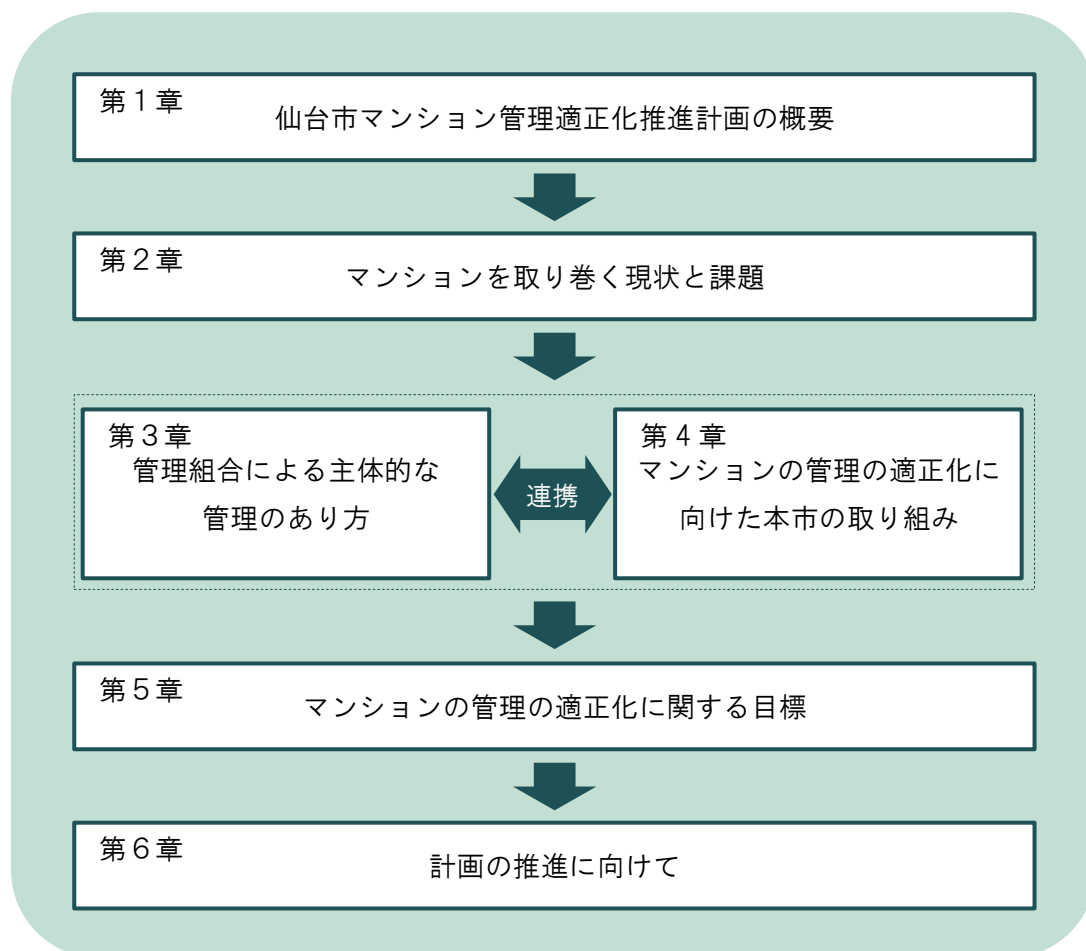 第１章
仙台市マンション管理適正化推進計画の概要
第２章
マンションを取り巻く現状と課題
第３章
管理組合による主体的な
管理のあり方
連携
第４章
マンションの管理の適正化に
向けた本市の取り組み
第５章
マンションの管理の適正化に関する目標
第６章
計画の推進に向けて